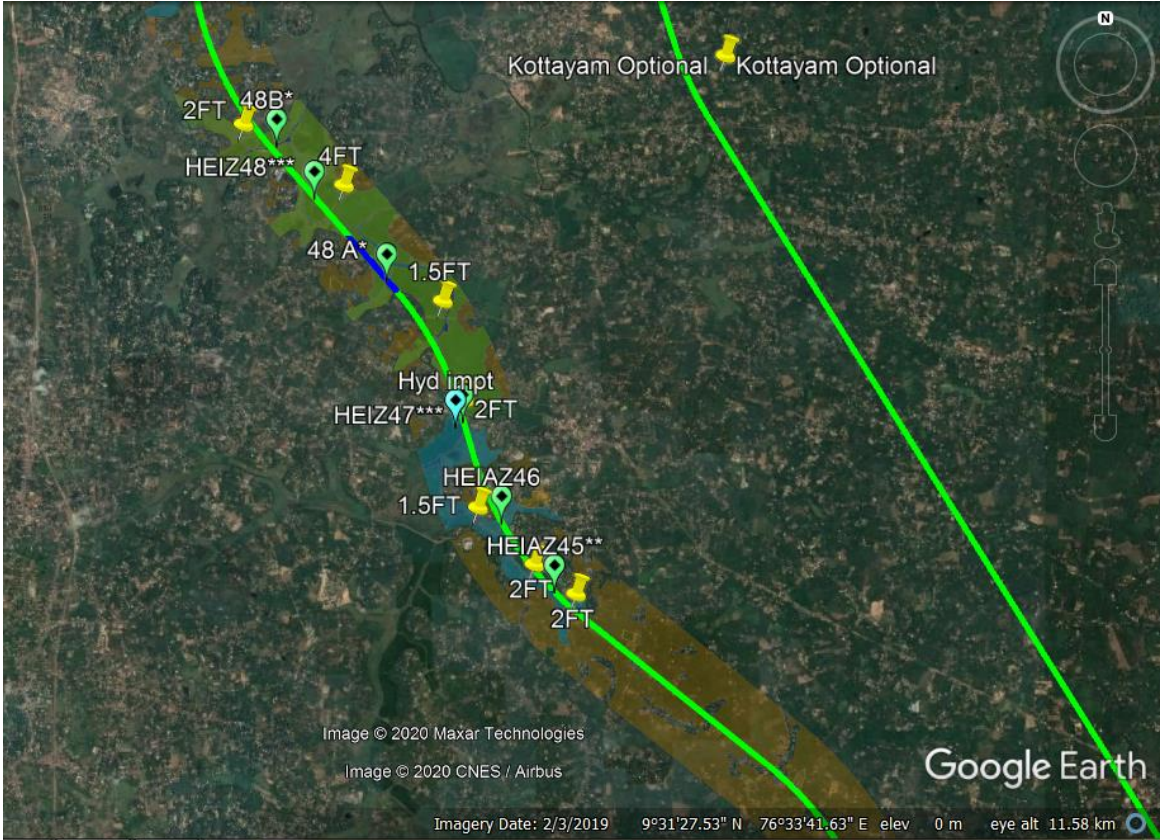 N
Kottayam Optional
Kottayam Optional
48B*
2FT
4FT
HEIZ48***
48 A*
1.5FT
Hyd impt
HEIZ47***
2FT
HEIAZ46
1.5FT
HEIAZ45**
2FT
2FT
Image © 2020 Maxar Technologies
Image © 2020 CNES / Airbus
Google Earth
Imagery Date: 2/3/2019 9°31'27.53" N 76°33'41.63" E elev 0 m eye alt 11.58 km